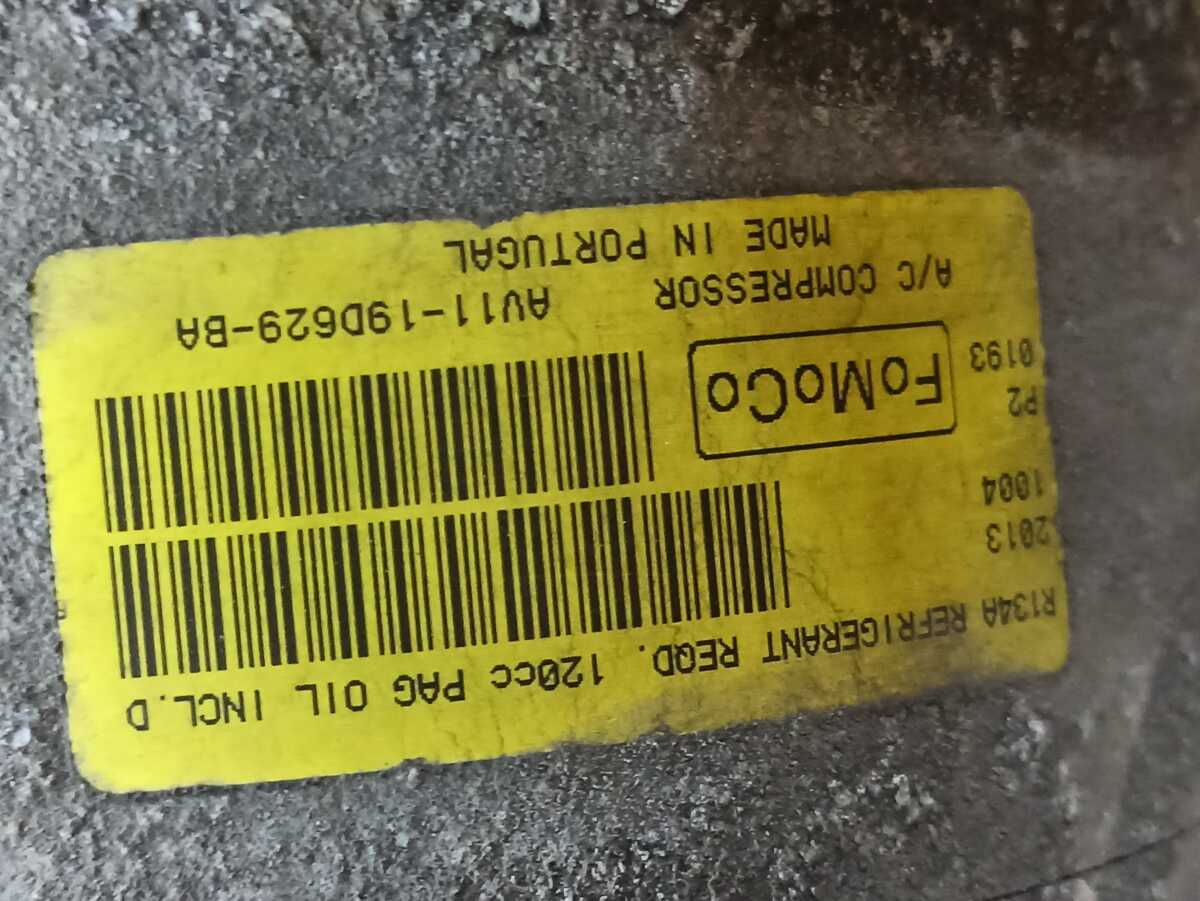 R134A REFRIGERANT REQD. 120cc PAG OIL INCL.D
2013
1004
P2
0193
FoMoCo
A/C COMPRESSOR AV11-19D629-BA
MADE IN PORTUGAL